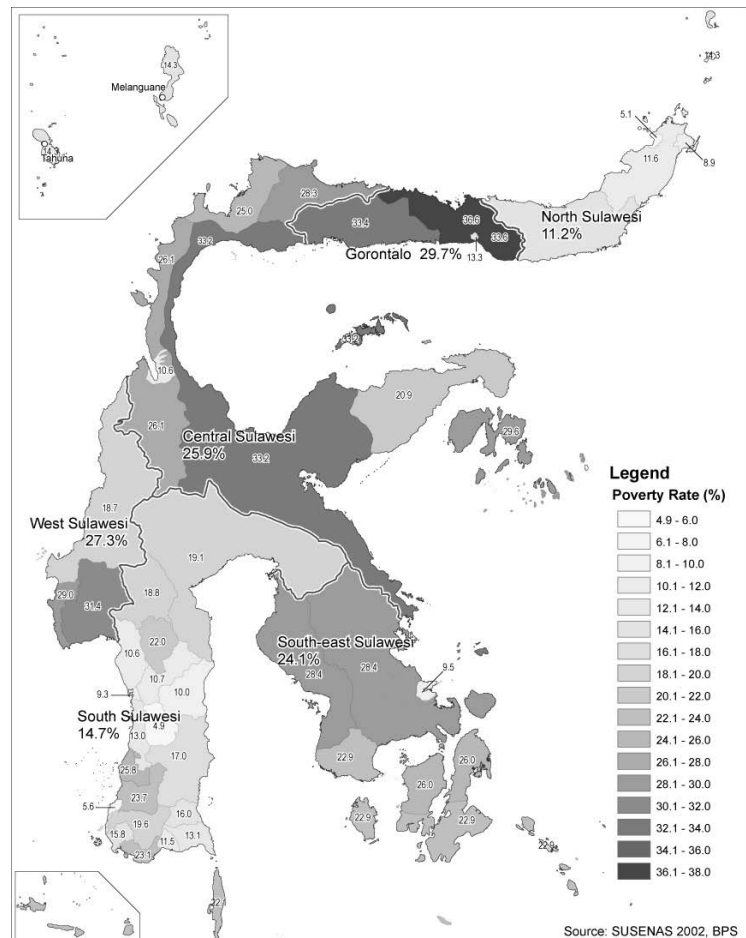 14.3
Melanguane
14.3
Tahuna
14.3
5.1
11.6
8.9
28.3
25.0
36.6
North Sulawesi
11.2%
33.4
33.6
33.2
Gorontalo 29.7%
13.3
26.1
33.2
10.6
20.9
26.1
Central Sulawesi
25.9%
33.2
29.6
Legend
Poverty Rate (%)
4.9 - 6.0
6.1 - 8.0
8.1 - 10.0
10.1 - 12.0
12.1 - 14.0
14.1 - 16.0
16.1 - 18.0
18.1 - 20.0
20.1 - 22.0
22.1 - 24.0
24.1 - 26.0
26.1 - 28.0
28.1 - 30.0
30.1 - 32.0
32.1 - 34.0
34.1 - 36.0
36.1 - 38.0
18.7
West Sulawesi
27.3%
19.1
29.0
31.4
18.8
22.0
South-east Sulawesi
24.1%
10.6
9.5
28.4
28.4
10.7
10.0
9.3
South Sulawesi
14.7%
4.9
13.0
17.0
22.9
25.8
26.0
26.0
23.7
5.6
16.0
22.9
22.9
19.6
15.8
11.5
13.1
22.9
23.1
22.1
Source: SUSENAS 2002, BPS